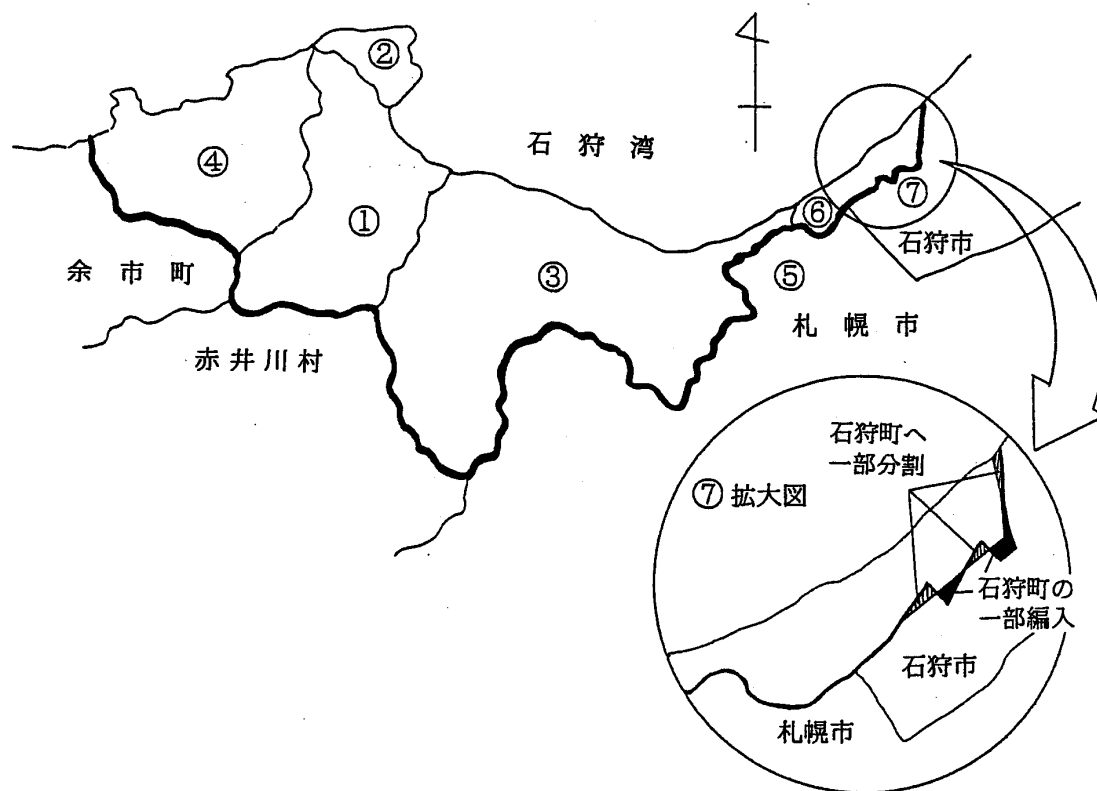 ②
④
石狩湾
①
⑥
⑦
石狩市
余市町
③
⑤
札幌市
赤井川村
石狩町へ
一部分割
⑦ 拡大図
石狩町の
一部編入
石狩市
札幌市